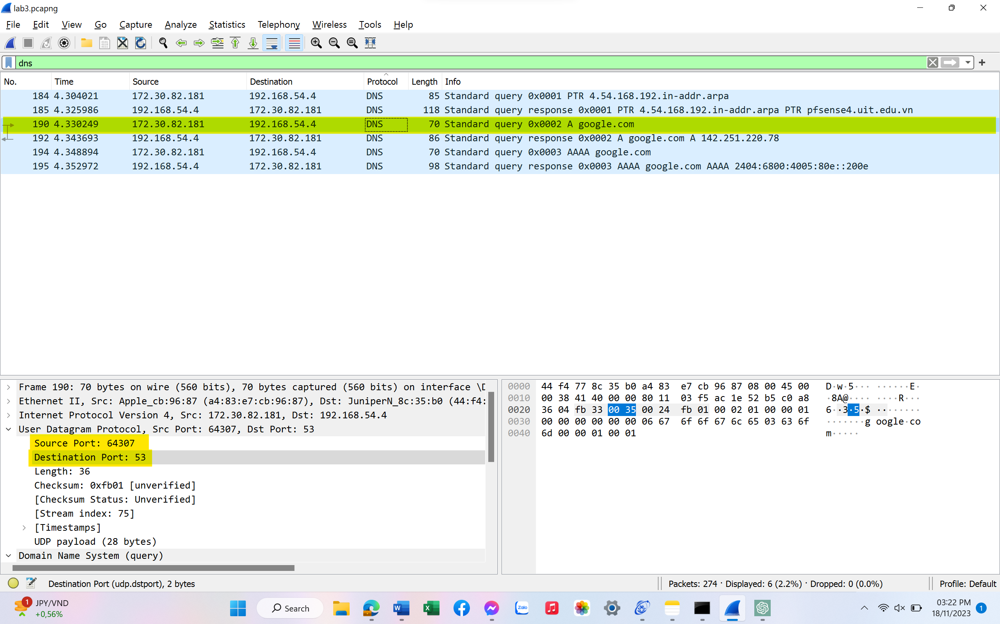 lab3.pcapng
File Edit View Go Capture Analyze Statistics Telephony Wireless Tools Help
dns
No. Time Source Destination Protocol Length Info
184 4.304021 172.30.82.181 192.168.54.4 DNS 85 Standard query 0x0001 PTR 4.54.168.192.in-addr.arpa
185 4.325986 192.168.54.4 172.30.82.181 DNS 118 Standard query response 0x0001 PTR 4.54.168.192.in-addr.arpa PTR pfsense4.uit.edu.vn
190 4.330249 172.30.82.181 192.168.54.4 DNS 70 Standard query 0x0002 A google.com
192 4.343693 192.168.54.4 172.30.82.181 DNS 86 Standard query response 0x0002 A google.com A 142.251.220.78
194 4.348894 172.30.82.181 192.168.54.4 DNS 70 Standard query 0x0003 AAAA google.com
195 4.352972 192.168.54.4 172.30.82.181 DNS 98 Standard query response 0x0003 AAAA google.com AAAA 2404:6800:4005:80e::200e
Frame 190: 70 bytes on wire (560 bits), 70 bytes captured (560 bits) on interface \D
Ethernet II, Src: Apple_cb:96:87 (a4:83:e7:cb:96:87), Dst: JuniperN_8c:35:b0 (44:f4:
Internet Protocol Version 4, Src: 172.30.82.181, Dst: 192.168.54.4
User Datagram Protocol, Src Port: 64307, Dst Port: 53
Source Port: 64307
Destination Port: 53
Length: 36
Checksum: 0xfb01 [unverified]
[Checksum Status: Unverified]
[Stream index: 75]
[Timestamps]
UDP payload (28 bytes)
Domain Name System (query)
0000 44 f4 77 8c 35 b0 a4 83 e7 cb 96 87 08 00 45 00 D·w·5··· ······E·
0010 00 38 41 40 00 00 80 11 03 f5 ac 1e 52 b5 c0 a8 ·8A@···· ····R···
0020 36 04 fb 33 00 35 00 24 fb 01 00 02 01 00 00 01 6··3·5·$ ········
0030 00 00 00 00 00 00 06 67 6f 6f 67 6c 65 03 63 6f ·······g oogle·co
0040 6d 00 00 01 00 01 m·····
Destination Port (udp.dstport), 2 bytes
Packets: 274 · Displayed: 6 (2.2%) · Dropped: 0 (0.0%)
Profile: Default
1
JPY/VND
+0,56%
Search
W
X
Zalo
03:22 PM
18/11/2023
1